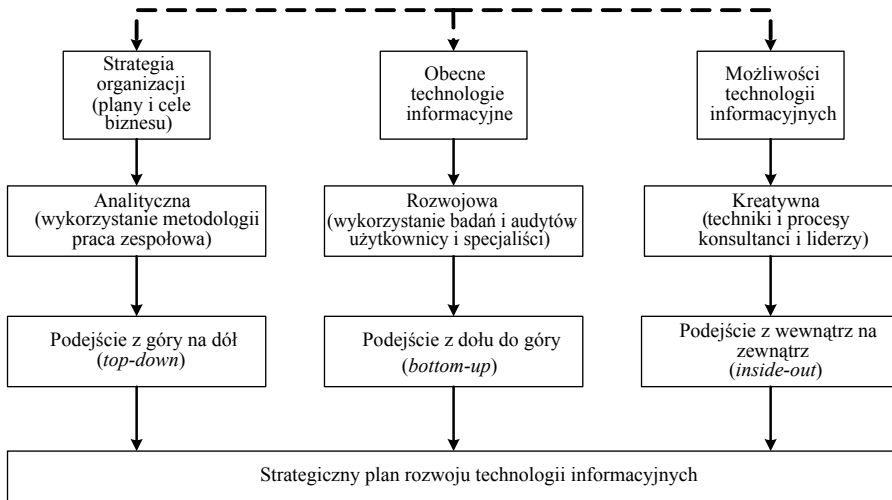 Strategia
organizacji
(plany i cele
biznesu)
Obecne
technologie
informacyjne
Możliwości
technologii
informacyjnych
Analityczna
(wykorzystanie metodologii
praca zespołowa)
Rozwojowa
(wykorzystanie badań i audytów,
użytkownicy i specjaliści)
Kreatywna
(techniki i procesy
konsultanci i liderzy)
Podejście z góry na dół
(top-down)
Podejście z dołu do góry
(bottom-up)
Podejście z wewnątrz na
zewnątrz
(inside-out)
Strategiczny plan rozwoju technologii informacyjnych